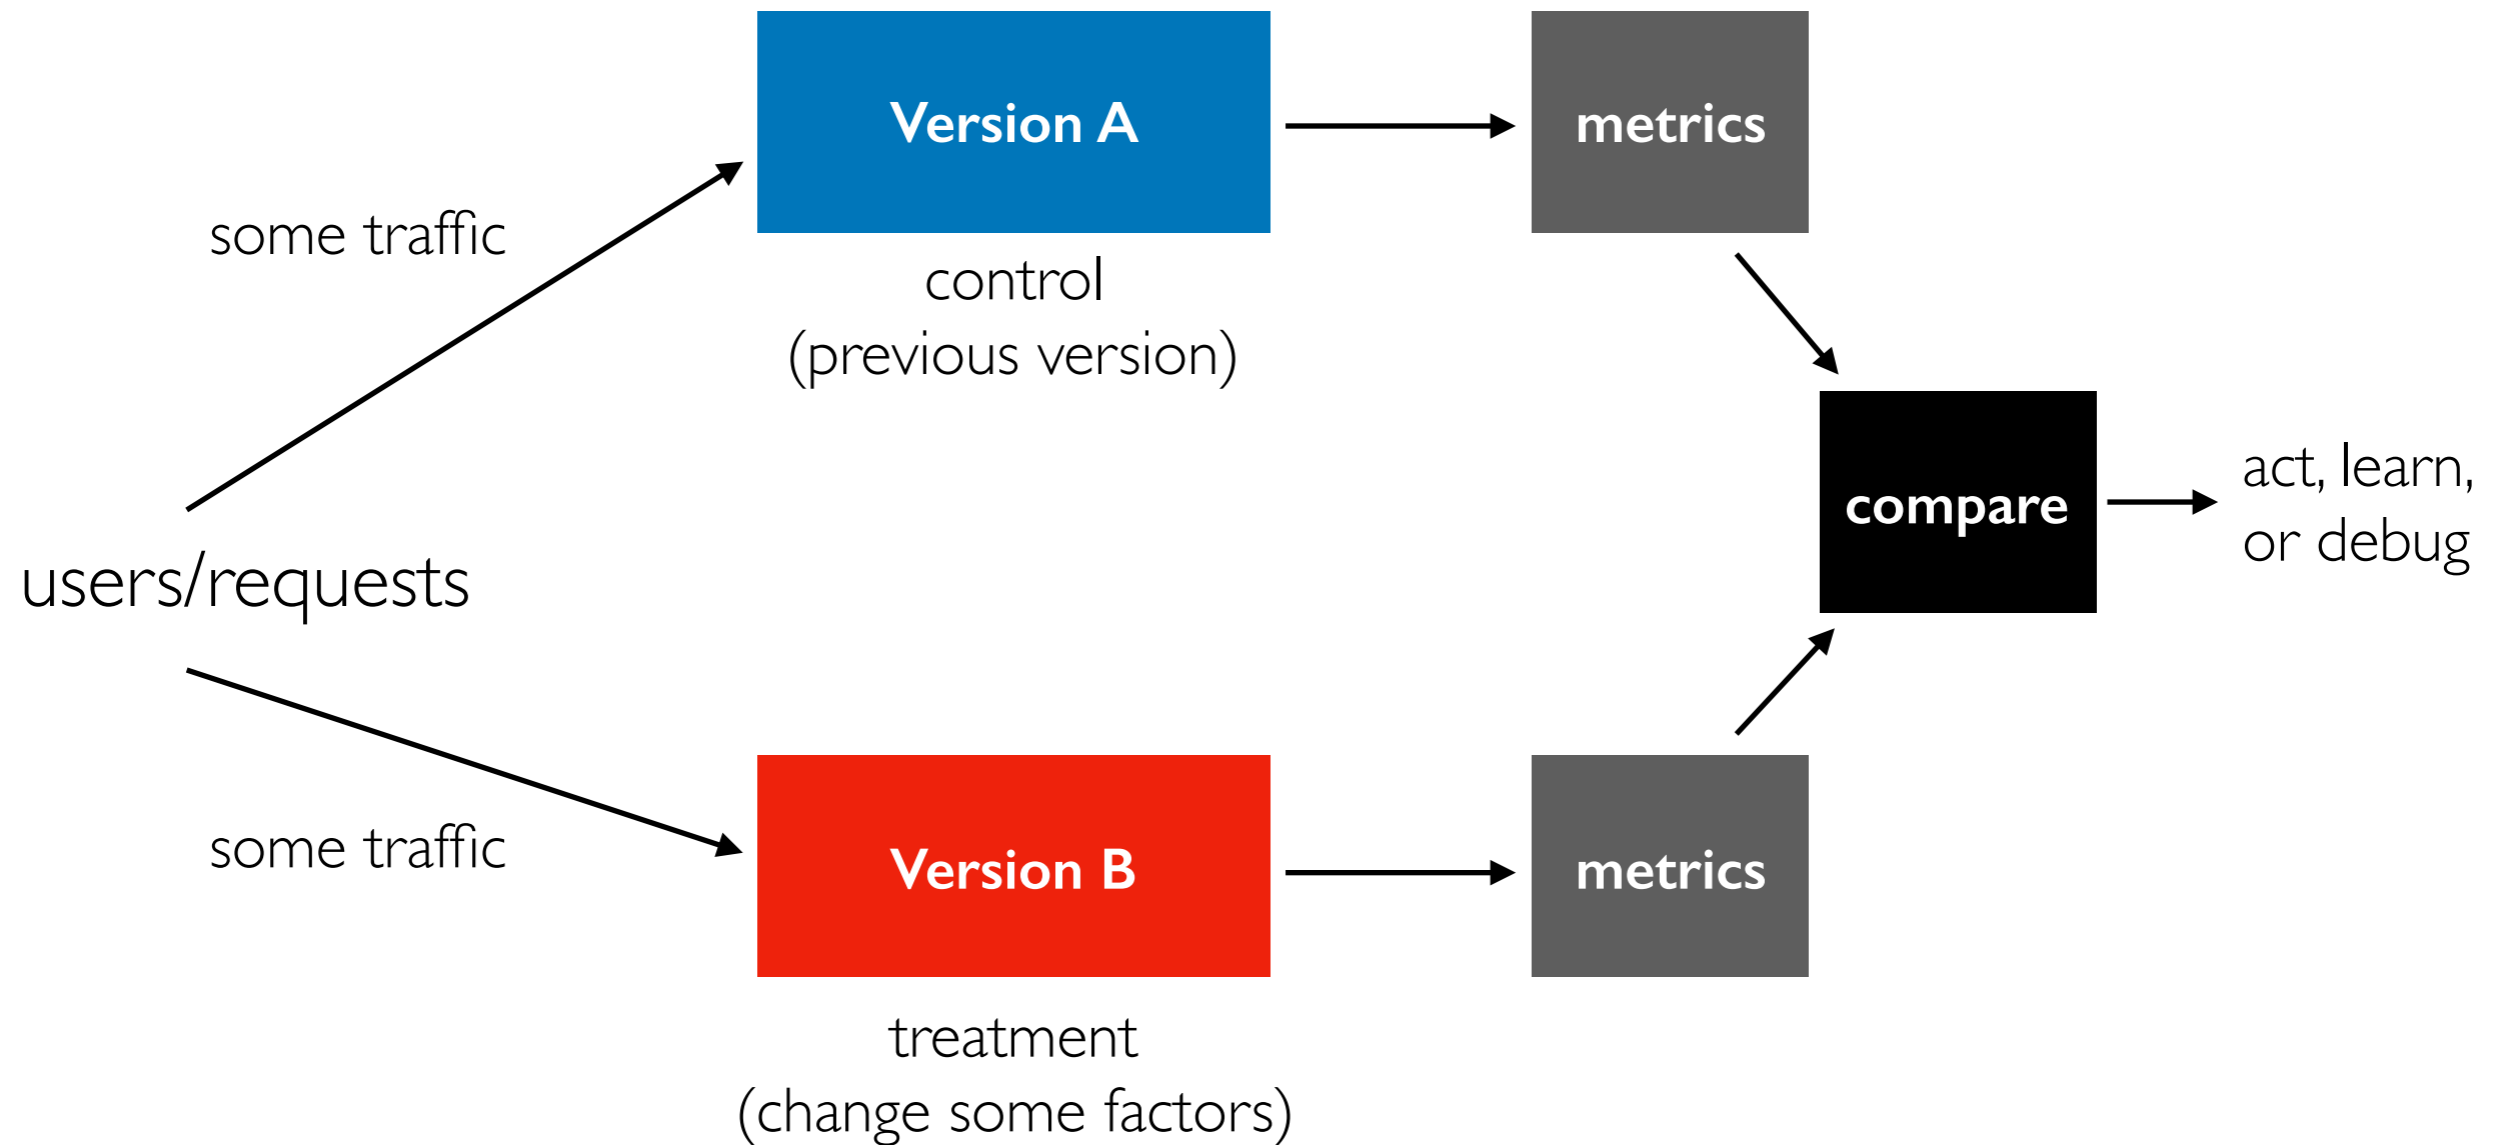 Version A
metrics
some traffic
control
(previous version)
users/requests
compare
act, learn,
or debug
some traffic
Version B
metrics
treatment
(change some factors)